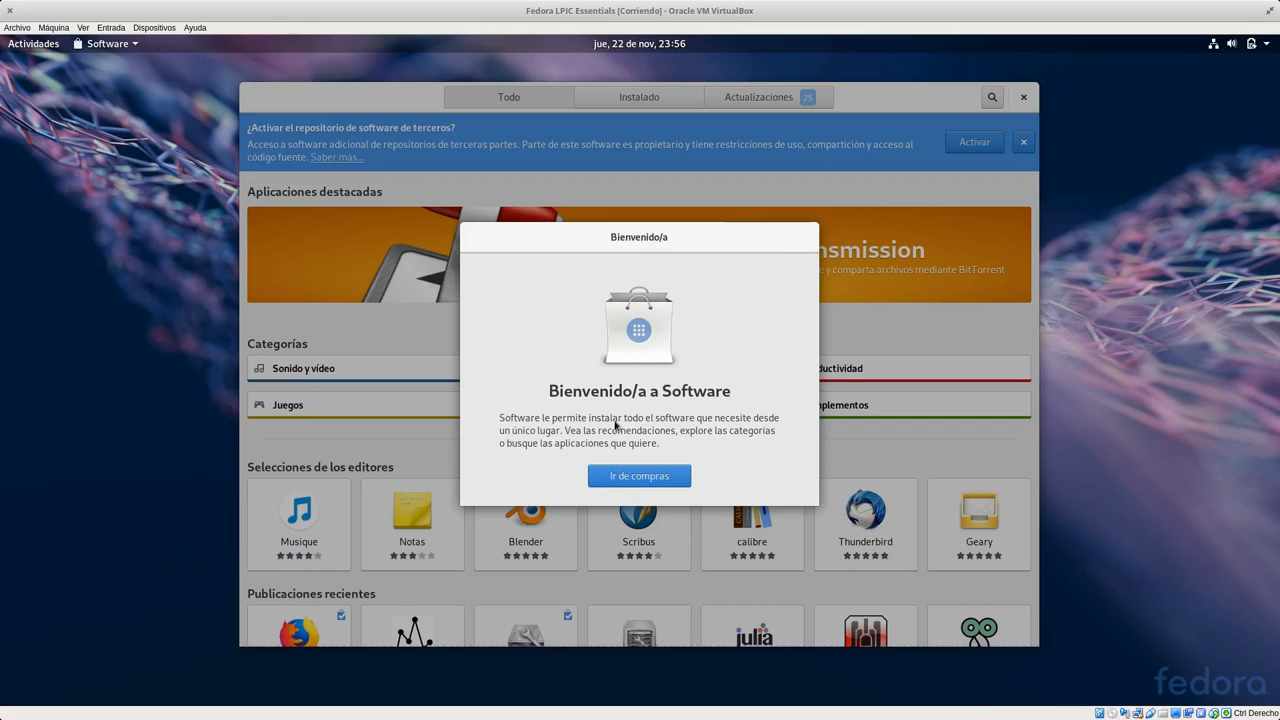 Fedora LPIC Essentials [Corriendo] - Oracle VM VirtualBox
Archivo Máquina Ver Entrada Dispositivos Ayuda
Actividades Software jue, 22 de nov, 23:56
Todo Instalado Actualizaciones 25
¿Activar el repositorio de software de terceros?
Acceso a software adicional de repositorios de terceras partes. Parte de este software es propietario y tiene restricciones de uso, compartición y acceso al
código fuente. Saber más...
Activar
Aplicaciones destacadas
nsmission
e y comparta archivos mediante BitTorrent
Bienvenido/a
Bienvenido/a a Software
Software le permite instalar todo el software que necesite desde
un único lugar. Vea las recomendaciones, explore las categorías
o busque las aplicaciones que quiere.
Ir de compras
Categorías
Sonido y vídeo ductividad
Juegos plementos
Selecciones de los editores
Musique Notas Blender Scribus calibre Thunderbird Geary
Publicaciones recientes
julia
fedora
Ctrl Derecho